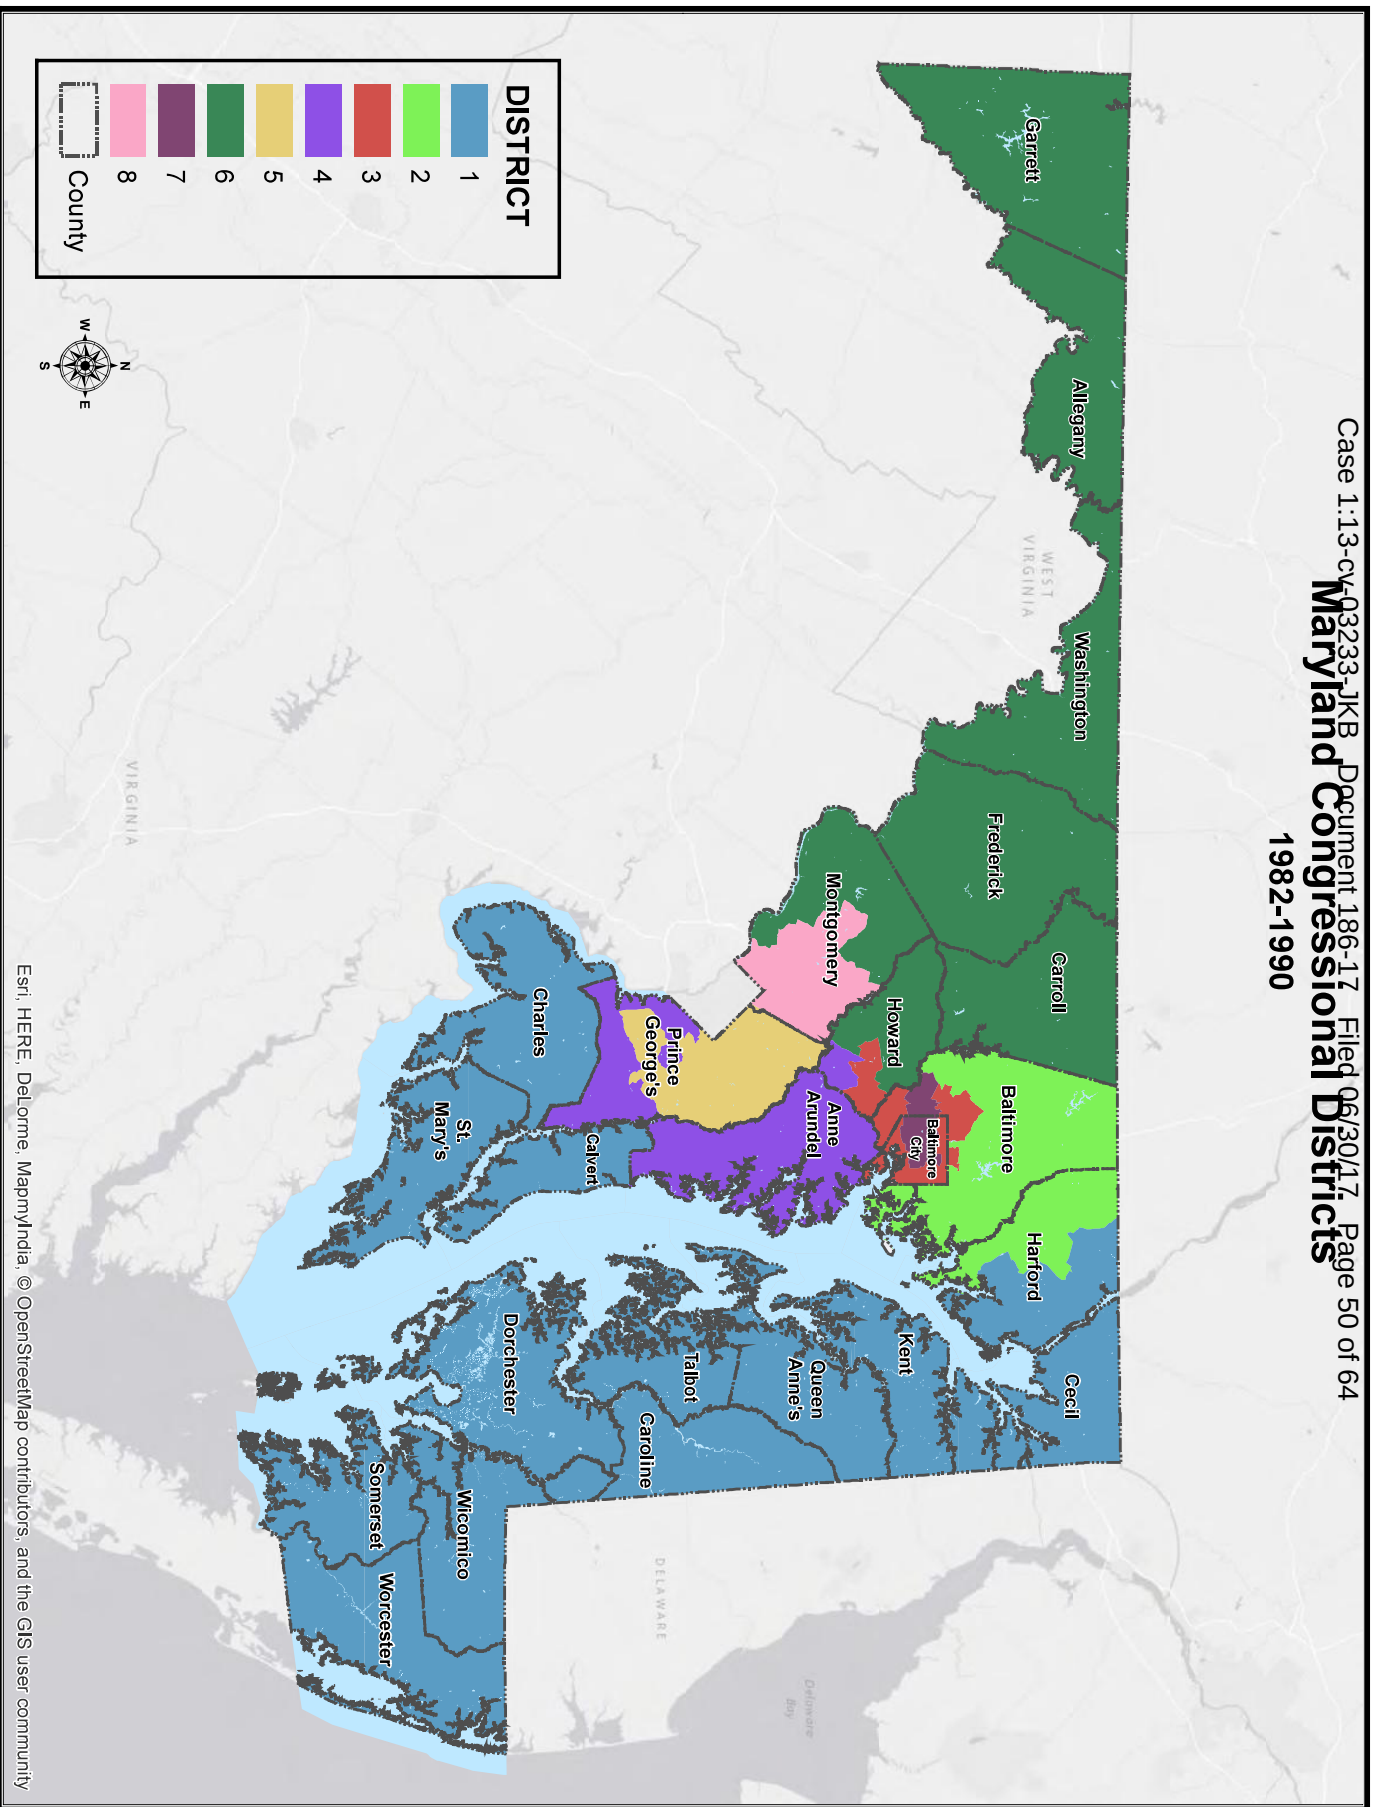 Case 1:13-cv-03233-JKB Document 186-17 Filed 06/30/17 Page 50 of 64
Maryland Congressional Districts
1982-1990
Garrett
Allegany
Washington
Frederick
Carroll
Baltimore
Harford
Cecil
Montgomery
Howard
Baltimore
City
Kent
Anne
Arundel
Queen
Anne's
Prince
George's
Talbot
Caroline
Charles
Calvert
Dorchester
St.
Mary's
Wicomico
Somerset
Worcester
WEST
VIRGINIA
VIRGINIA
DELAWARE
Delaware
Bay
DISTRICT
1
2
3
4
5
6
7
8
County
N
W
E
S
Esri, HERE, DeLorme, MapmyIndia, © OpenStreetMap contributors, and the GIS user community